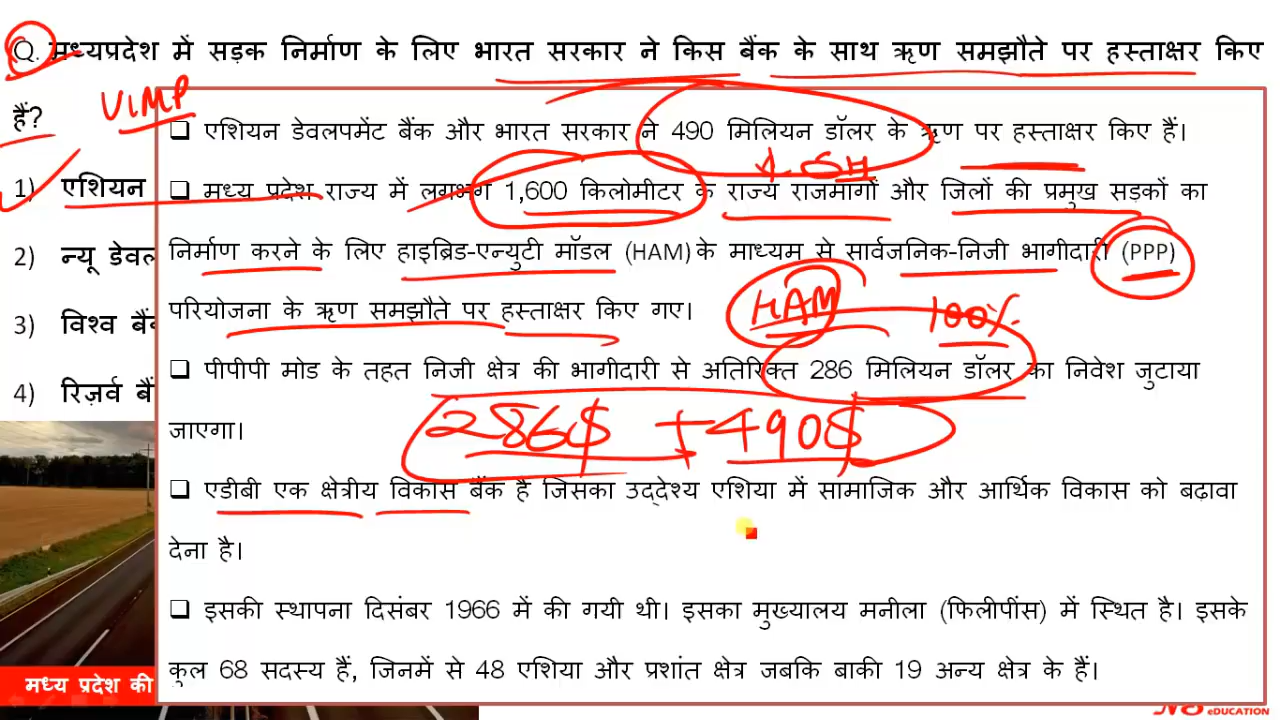 Q. मध्यप्रदेश में सड़क निर्माण के लिए भारत सरकार ने किस बैंक के साथ ऋण समझौते पर हस्ताक्षर किए
हैं?
V.IMP
❑ एशियन डेवलपमेंट बैंक और भारत सरकार ने 490 मिलियन डॉलर के ऋण पर हस्ताक्षर किए हैं।
1) एशियन
❑ मध्य प्रदेश राज्य में लगभग 1,600 किलोमीटर के राज्य राजमार्गों और जिलों की प्रमुख सड़कों का
2) न्यू डेवल
निर्माण करने के लिए हाइब्रिड-एन्युटी मॉडल (HAM) के माध्यम से सार्वजनिक-निजी भागीदारी (PPP)
3) विश्व बैं
परियोजना के ऋण समझौते पर हस्ताक्षर किए गए।
HAM 100%
❑ पीपीपी मोड के तहत निजी क्षेत्र की भागीदारी से अतिरिक्त 286 मिलियन डॉलर का निवेश जुटाया
4) रिज़र्व बैं
जाएगा।
286$ + 490$
❑ एडीबी एक क्षेत्रीय विकास बैंक है जिसका उद्देश्य एशिया में सामाजिक और आर्थिक विकास को बढ़ावा
देना है।
❑ इसकी स्थापना दिसंबर 1966 में की गयी थी। इसका मुख्यालय मनीला (फिलीपींस) में स्थित है। इसके
कुल 68 सदस्य हैं, जिनमें से 48 एशिया और प्रशांत क्षेत्र जबकि बाकी 19 अन्य क्षेत्र के हैं।
मध्य प्रदेश की
eDUCATION